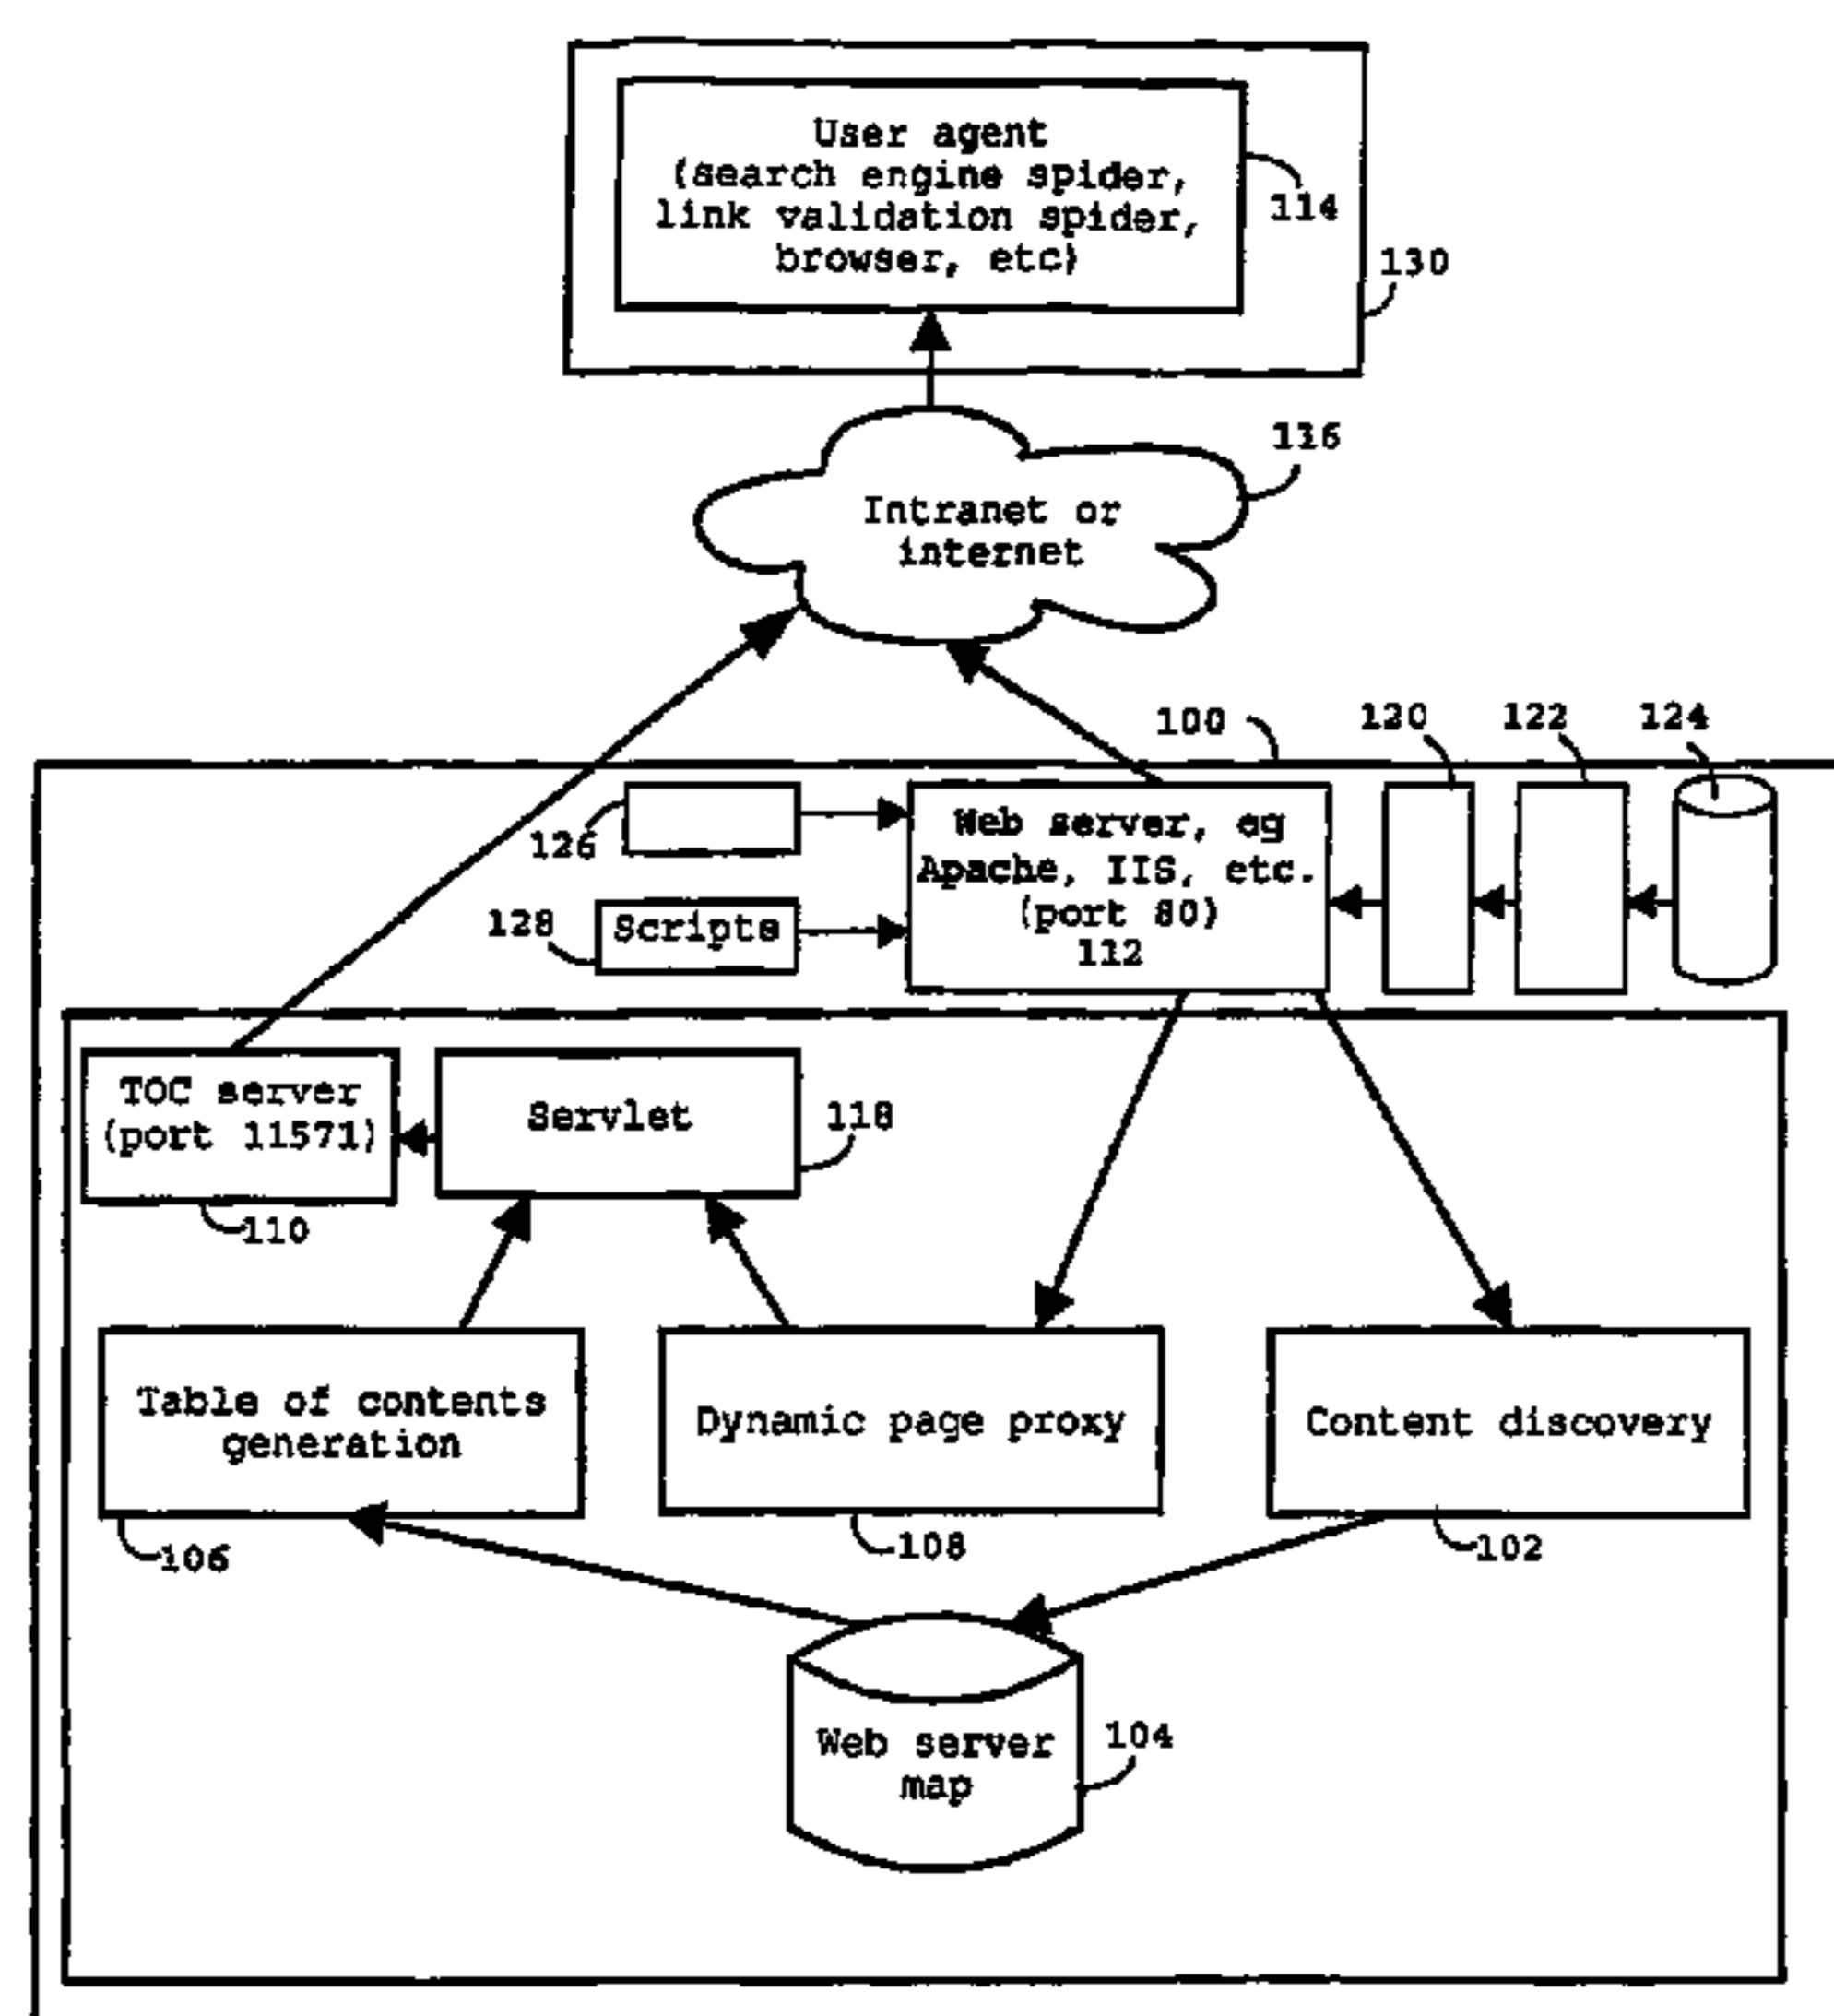 User agent
(search engine spider,
link validation spider,
browser, etc)
114
130
116
Intranet or
internet
100
120
122
124
126
Web server, eg
Apache, IIS, etc.
(port 80)
112
128
Scripts
TOC server
(port 11571)
110
Servlet
118
Table of contents
generation
106
Dynamic page proxy
108
Content discovery
102
Web server
map
104